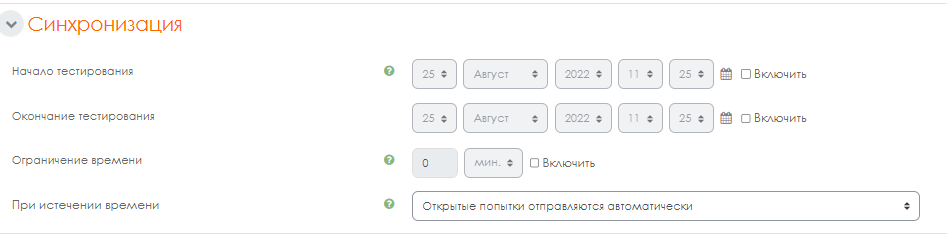 Синхронизация
Начало тестирования 25 Август 2022 11 25 Включить
Окончание тестирования 25 Август 2022 11 25 Включить
Ограничение времени 0 мин. Включить
При истечении времени Открытые попытки отправляются автоматически